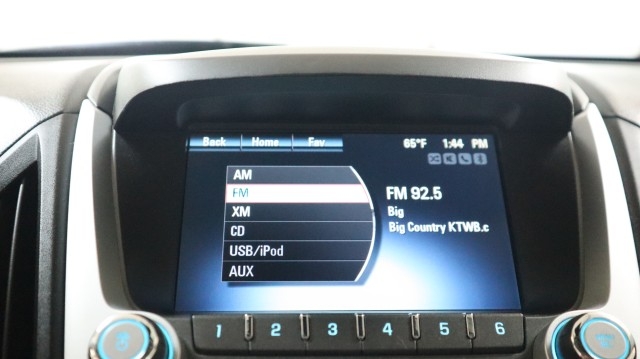 Back Home Fav 65°F 1:44 PM
AM
FM
XM
CD
USB/iPod
AUX
FM 92.5
Big
Big Country KTWB.c
1 2 3 4 5 6